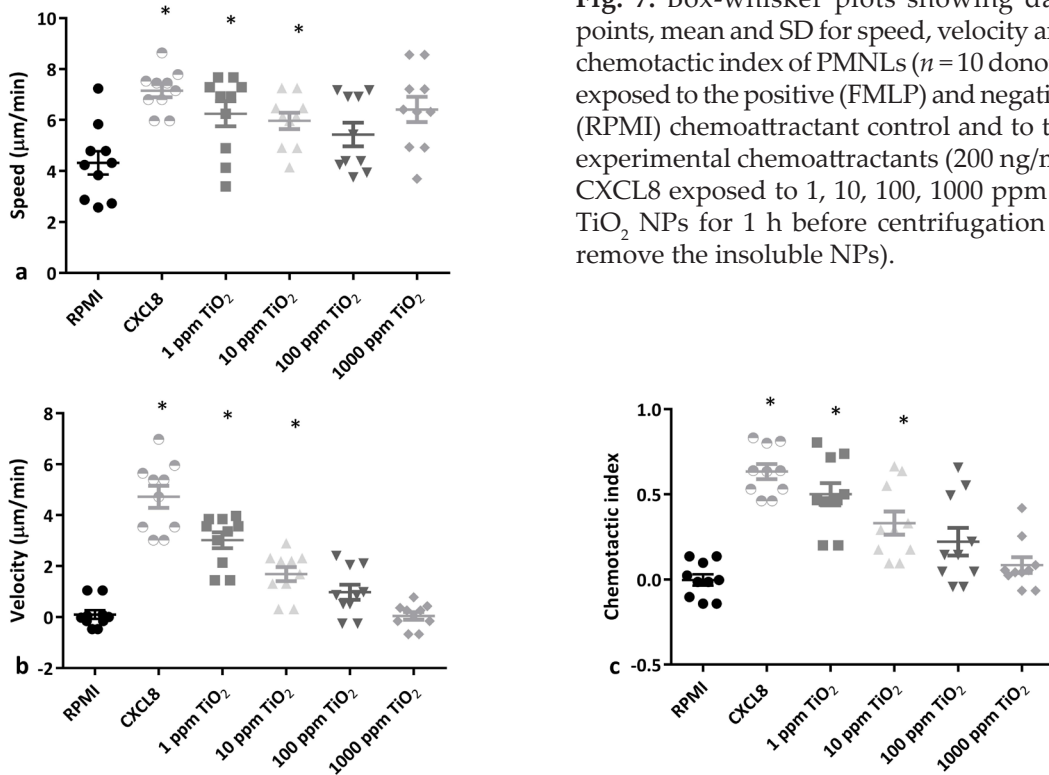 10
8
6
4
2
0
Speed (µm/min)
*
*
*
a
RPMI
CXCL8
1 ppm TiO₂
10 ppm TiO₂
100 ppm TiO₂
1000 ppm TiO₂
Fig. 7. Box-whisker plots showing da
points, mean and SD for speed, velocity a
chemotactic index of PMNLs (n = 10 dono
exposed to the positive (FMLP) and negati
(RPMI) chemoattractant control and to t
experimental chemoattractants (200 ng/m
CXCL8 exposed to 1, 10, 100, 1000 ppm
TiO₂ NPs for 1 h before centrifugation
remove the insoluble NPs).
8
6
4
2
0
-2
Velocity (µm/min)
*
*
*
b
RPMI
CXCL8
1 ppm TiO₂
10 ppm TiO₂
100 ppm TiO₂
1000 ppm TiO₂
1.0
0.5
0.0
-0.5
Chemotactic index
*
*
*
c
RPMI
CXCL8
1 ppm TiO₂
10 ppm TiO₂
100 ppm TiO₂
1000 ppm TiO₂